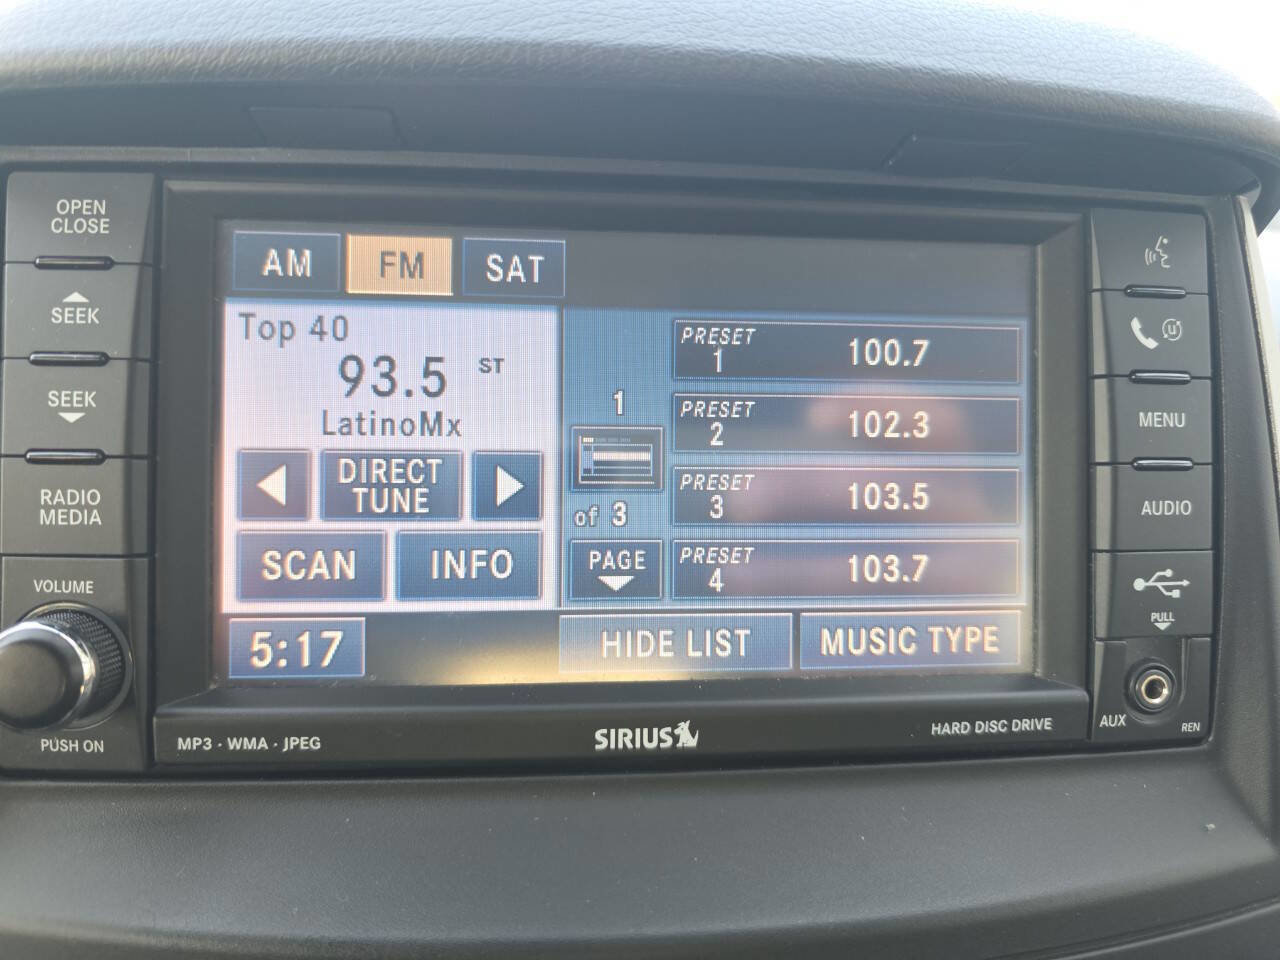 OPEN
CLOSE
SEEK
SEEK
RADIO
MEDIA
VOLUME
PUSH ON
AM FM SAT
Top 40
93.5 ST
LatinoMx
DIRECT
TUNE
SCAN INFO
1
of 3
PAGE
PRESET
1 100.7
PRESET
2 102.3
PRESET
3 103.5
PRESET
4 103.7
5:17 HIDE LIST MUSIC TYPE
MP3 · WMA · JPEG SIRIUS HARD DISC DRIVE
u
MENU
AUDIO
PULL
AUX REN